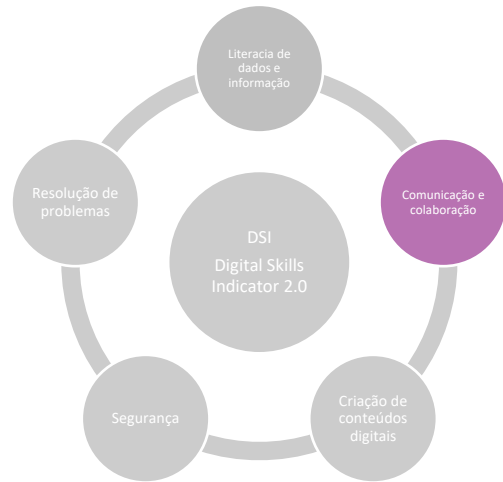 Literacia de
dados e
informação
Comunicação e
colaboração
Criação de
conteúdos
digitais
Segurança
Resolução de
problemas
DSI
Digital Skills
Indicator 2.0